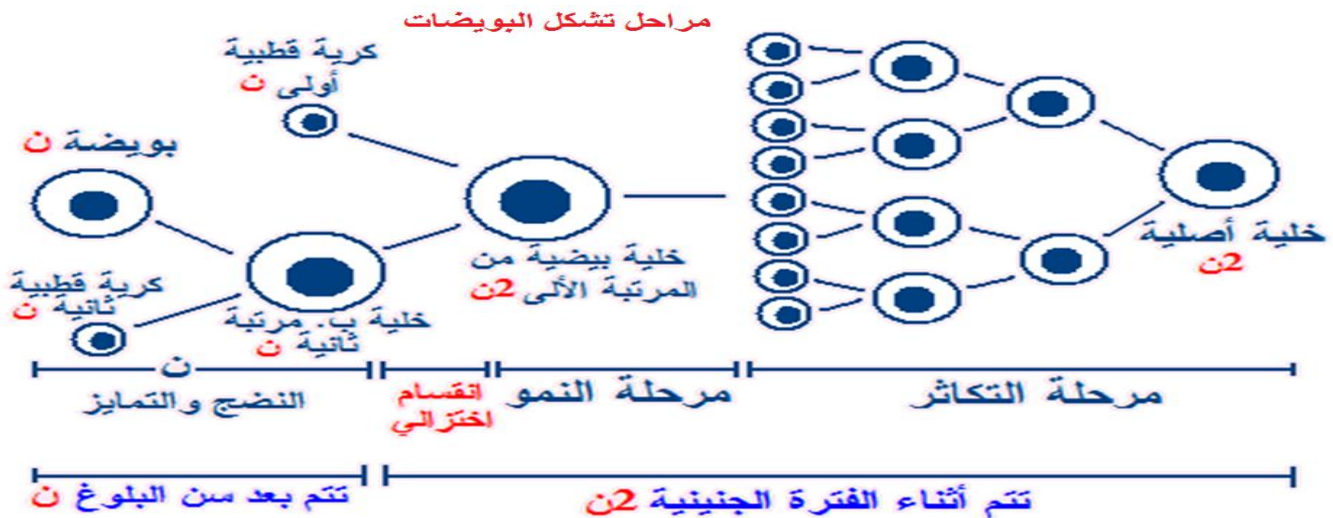 مراحل تشكل البويضات
كرية قطبية
أولى ن
بويضة ن
خلية أصلية
2ن
خلية بيضية من
المرتبة الألى 2ن
كرية قطبية
ثانية ن
خلية ب. مرتبة
ثانية ن
مرحلة التكاثر
مرحلة النمو
انقسام
اختزالي
ن
النضج والتمايز
تتم أثناء الفترة الجنينية 2ن
تتم بعد سن البلوغ ن